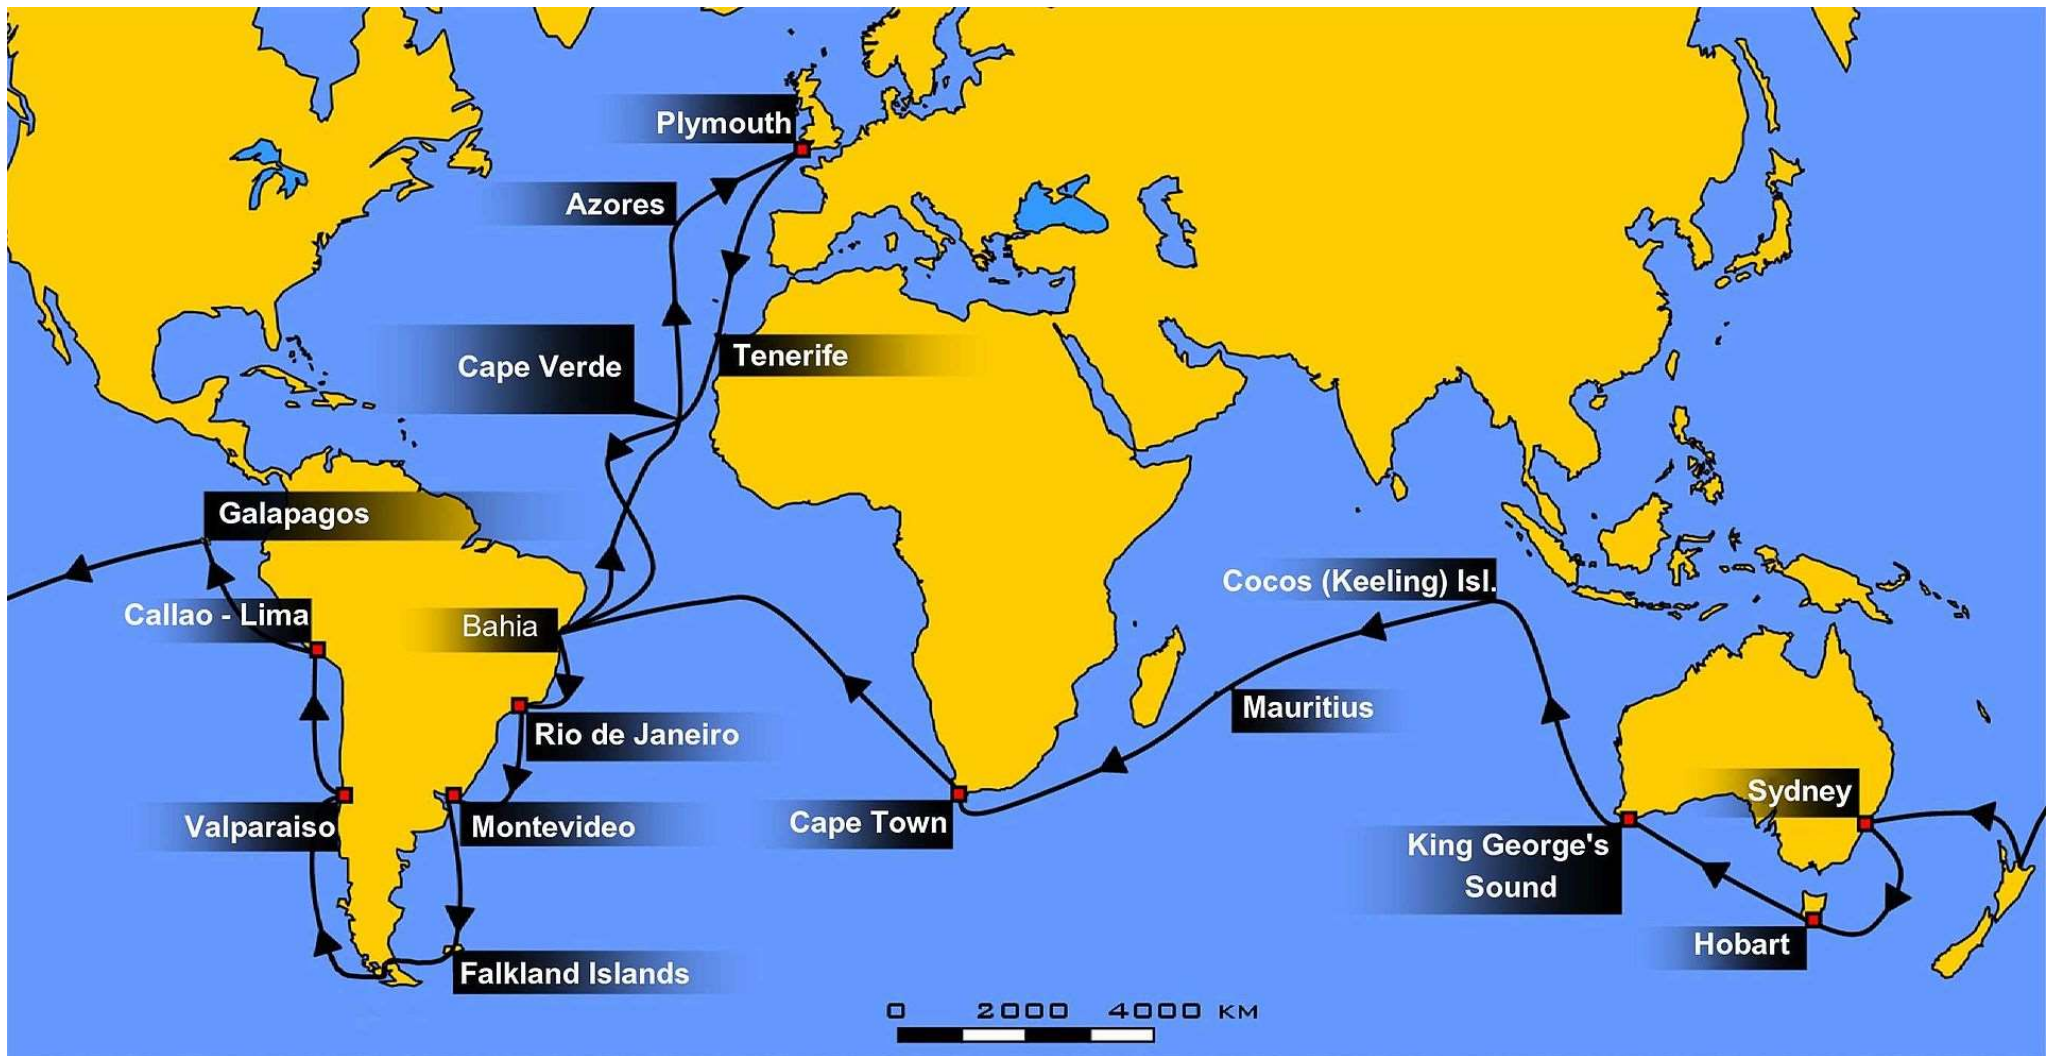 Plymouth
Azores
Cape Verde
Tenerife
Galapagos
Callao - Lima
Bahia
Cocos (Keeling) Isl.
Rio de Janeiro
Mauritius
Valparaiso
Montevideo
Cape Town
Sydney
King George's
Sound
Hobart
Falkland Islands
0 2000 4000 KM